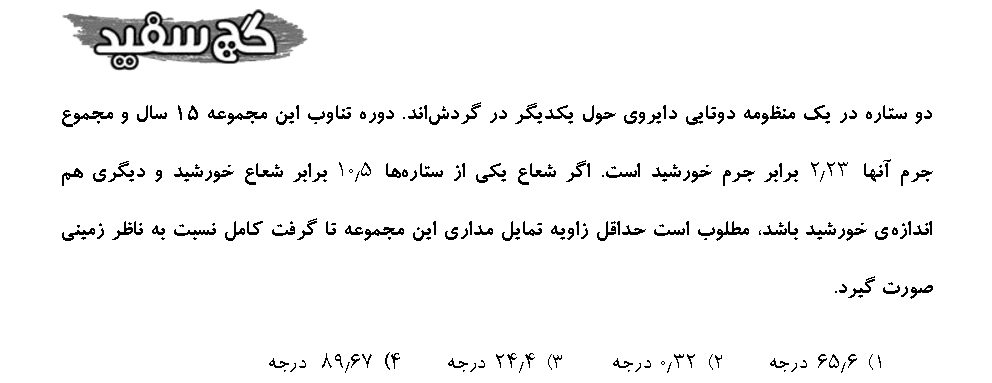 گچ سفید
دو ستاره در یک منظومه دوتایی دایروی حول یکدیگر در گردش‌اند. دوره تناوب این مجموعه ۱۵ سال و مجموع
جرم آنها ۲٫۲۳ برابر جرم خورشید است. اگر شعاع یکی از ستاره‌ها ۱۰٫۵ برابر شعاع خورشید و دیگری هم
اندازه‌ی خورشید باشد، مطلوب است حداقل زاویه تمایل مداری این مجموعه تا گرفت کامل نسبت به ناظر زمینی
صورت گیرد.
۱) ۶۵٫۶ درجه ۲) ۰٫۳۲ درجه ۳) ۲۴٫۴ درجه ۴) ۸۹٫۶۷ درجه